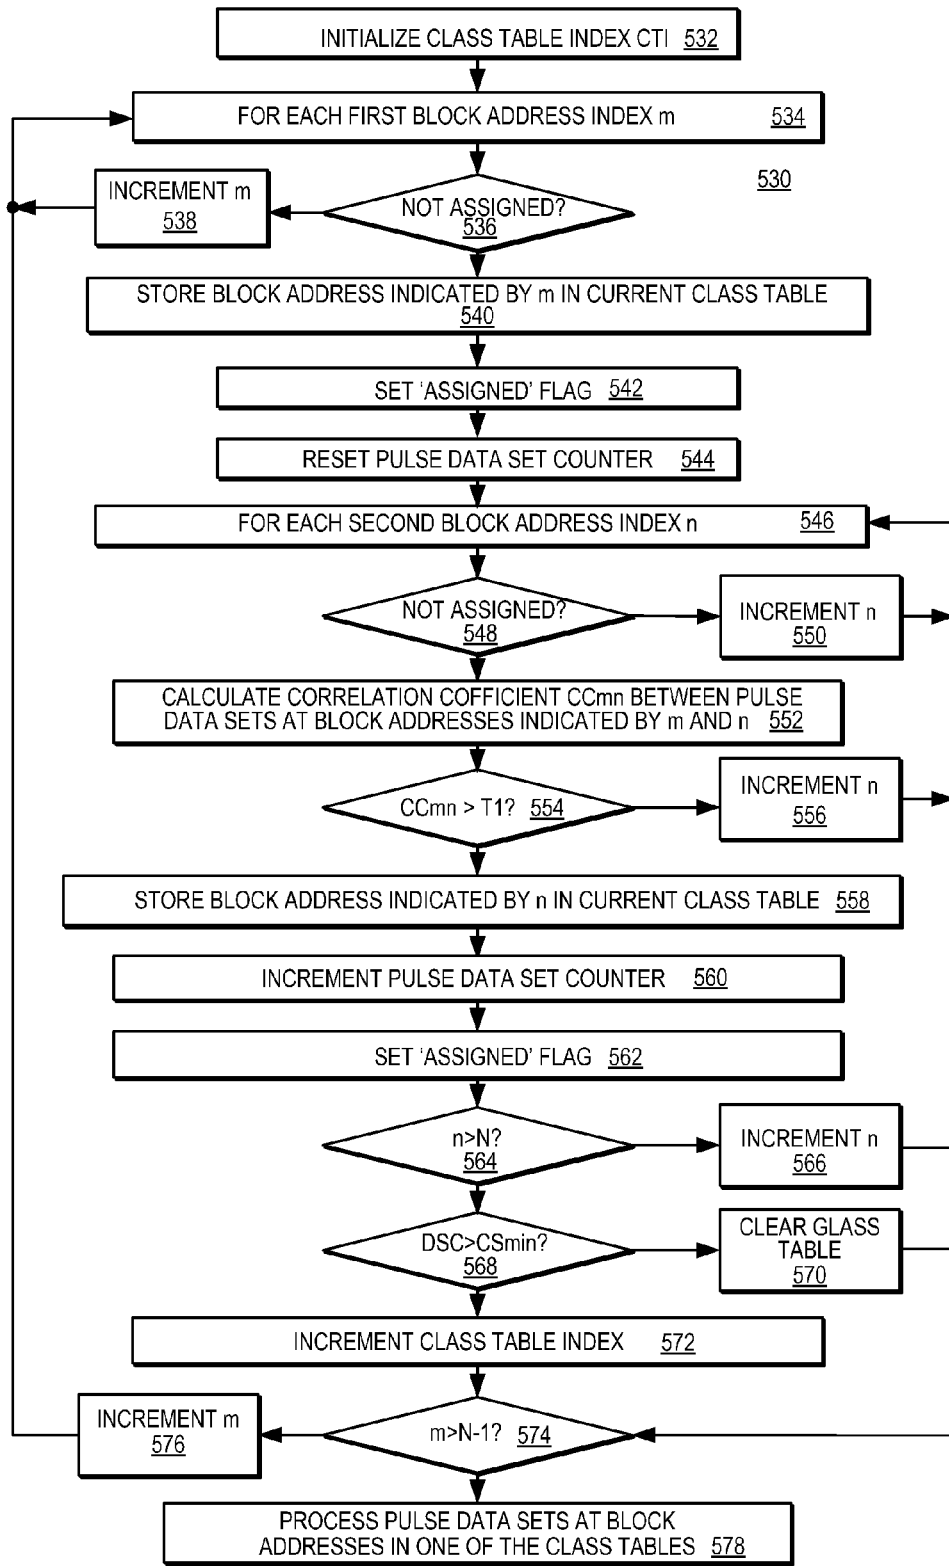 INITIALIZE CLASS TABLE INDEX CTI 532
FOR EACH FIRST BLOCK ADDRESS INDEX m 534
530
INCREMENT m
538
NOT ASSIGNED?
536
STORE BLOCK ADDRESS INDICATED BY m IN CURRENT CLASS TABLE
540
SET 'ASSIGNED' FLAG 542
RESET PULSE DATA SET COUNTER 544
FOR EACH SECOND BLOCK ADDRESS INDEX n 546
NOT ASSIGNED?
548
INCREMENT n
550
CALCULATE CORRELATION COFFICIENT CCmn BETWEEN PULSE
DATA SETS AT BLOCK ADDRESSES INDICATED BY m AND n 552
CCmn > T1? 554
INCREMENT n
556
STORE BLOCK ADDRESS INDICATED BY n IN CURRENT CLASS TABLE 558
INCREMENT PULSE DATA SET COUNTER 560
SET 'ASSIGNED' FLAG 562
n>N?
564
INCREMENT n
566
DSC>CSmin?
568
CLEAR GLASS
TABLE
570
INCREMENT CLASS TABLE INDEX 572
INCREMENT m
576
m>N-1? 574
PROCESS PULSE DATA SETS AT BLOCK
ADDRESSES IN ONE OF THE CLASS TABLES 578